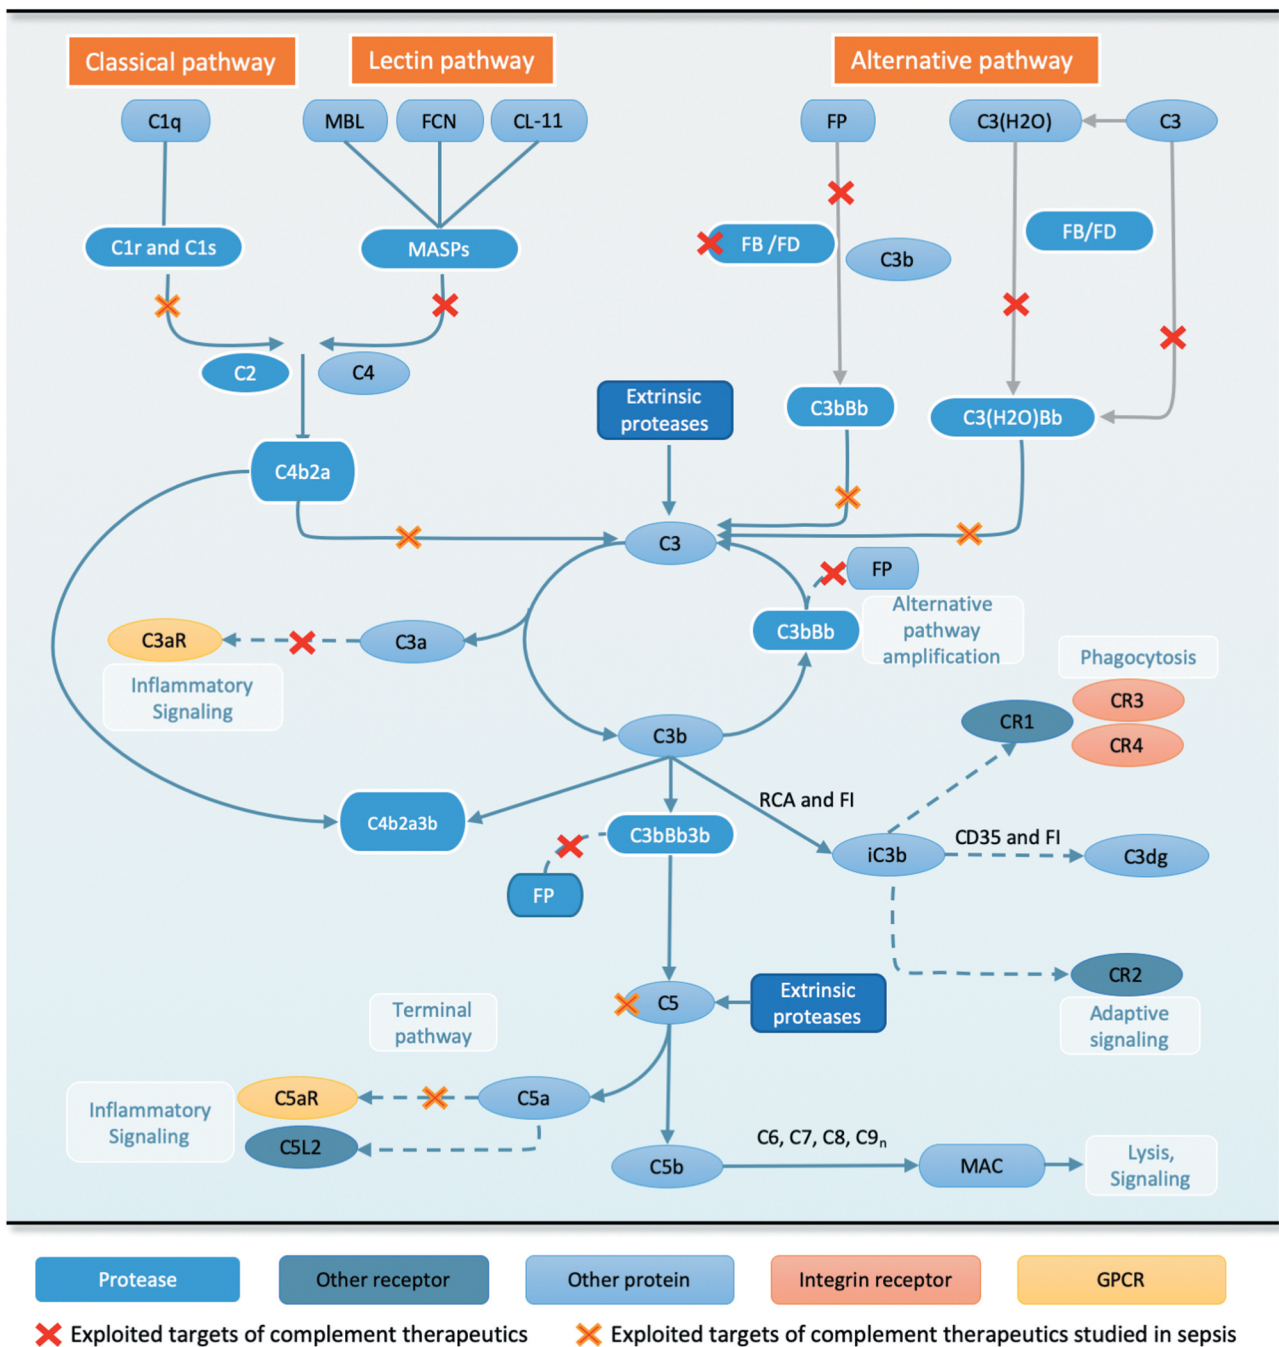 Classical pathway
Lectin pathway
Alternative pathway
C1q
MBL
FCN
CL-11
FP
C3(H2O)
C3
C1r and C1s
MASPs
FB /FD
C3b
FB/FD
C2
C4
Extrinsic
proteases
C3bBb
C3(H2O)Bb
C4b2a
C3
FP
C3bBb
Alternative
pathway
amplification
C3aR
C3a
Inflammatory
Signaling
Phagocytosis
CR3
CR1
CR4
C3b
RCA and FI
C4b2a3b
C3bBb3b
CD35 and FI
iC3b
C3dg
FP
CR2
Adaptive
signaling
C5
Extrinsic
proteases
Terminal
pathway
C5aR
C5a
Inflammatory
Signaling
C5L2
C5b
C6, C7, C8, C9n
MAC
Lysis,
Signaling
Protease
Other receptor
Other protein
Integrin receptor
GPCR
Exploited targets of complement therapeutics
Exploited targets of complement therapeutics studied in sepsis